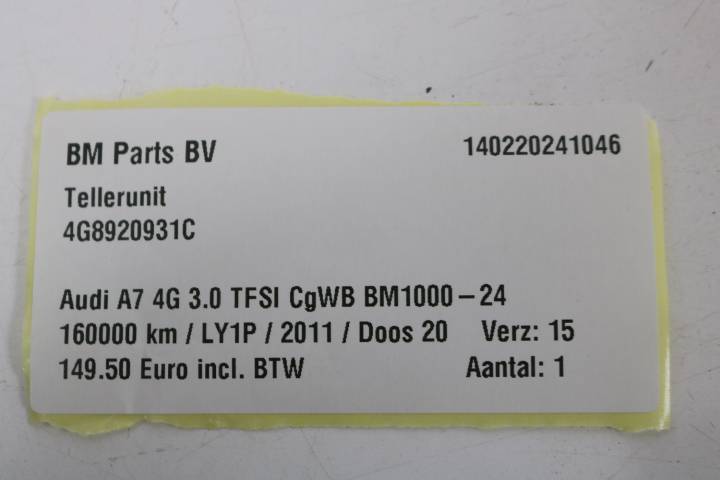 BM Parts BV 140220241046
Tellerunit
4G8920931C
Audi A7 4G 3.0 TFSI CgWB BM1000-24
160000 km / LY1P / 2011 / Doos 20 Verz: 15
149.50 Euro incl. BTW Aantal: 1